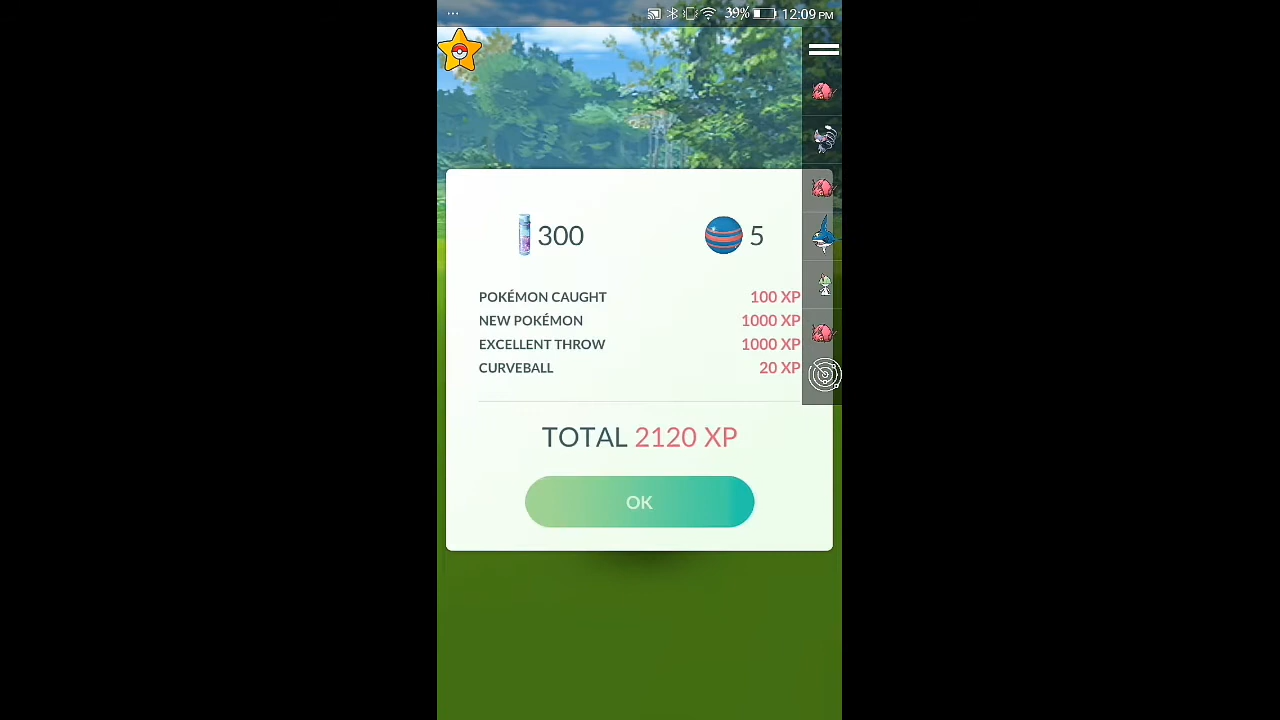 39% 12:09 PM
300 5
POKÉMON CAUGHT 100 XP
NEW POKÉMON 1000 XP
EXCELLENT THROW 1000 XP
CURVEBALL 20 XP
TOTAL 2120 XP
OK